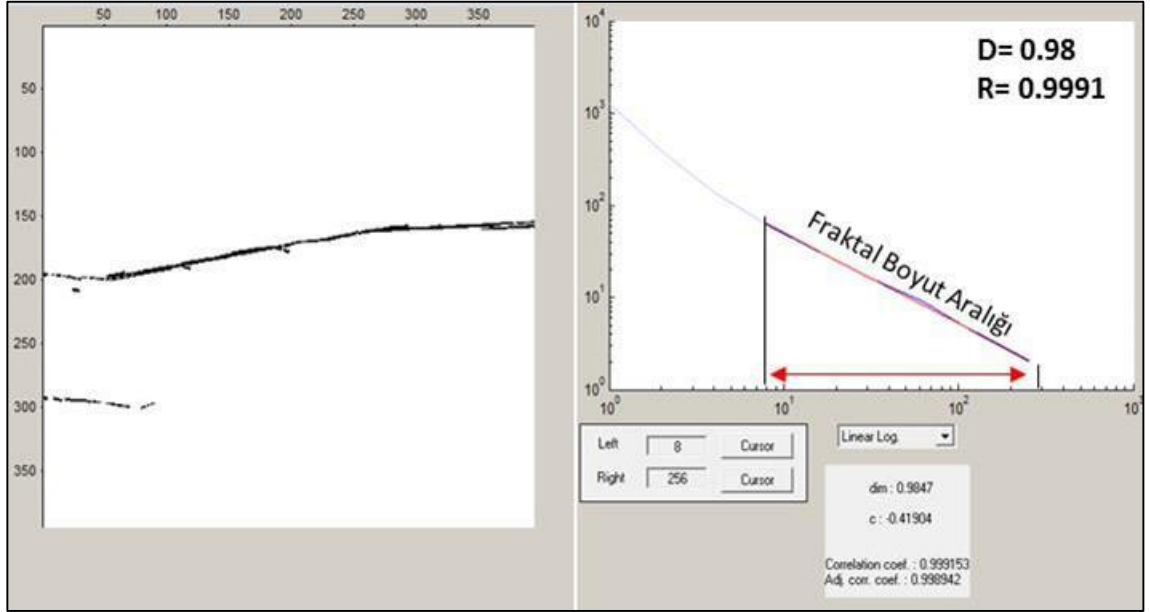 50 100 150 200 250 300 350
50
100
150
200
250
300
350
10^4
10^3
10^2
10^1
10^0
10^0 10^1 10^2
D= 0.98
R= 0.9991
Fraktal Boyut Aralığı
Left 8 Cursor
Right 256 Cursor
Linear Log.
dim : 0.9847
c : -0.41904
Correlation coef. : 0.999153
Adj. corr. coef. : 0.998942